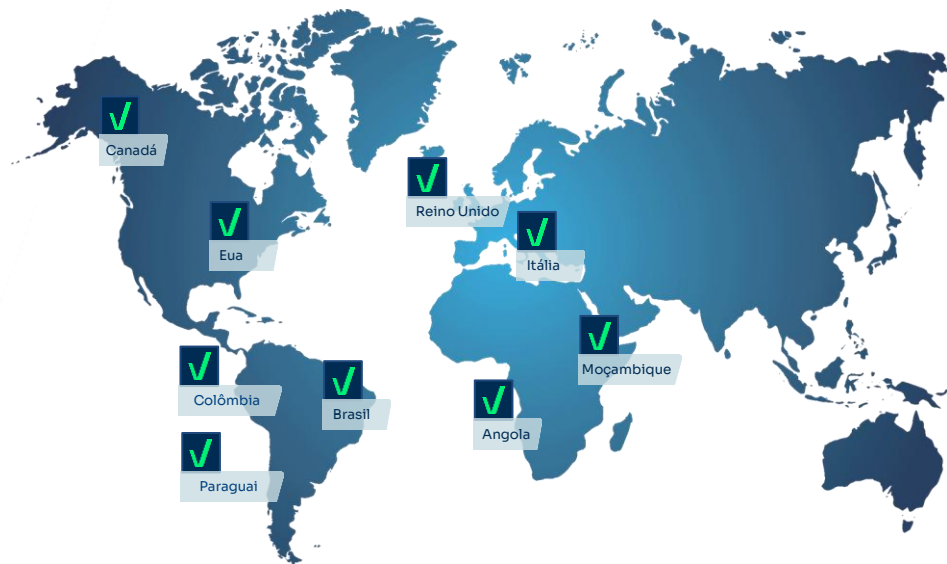 Canadá
Reino Unido
Eua
Itália
Moçambique
Colômbia
Brasil
Angola
Paraguai